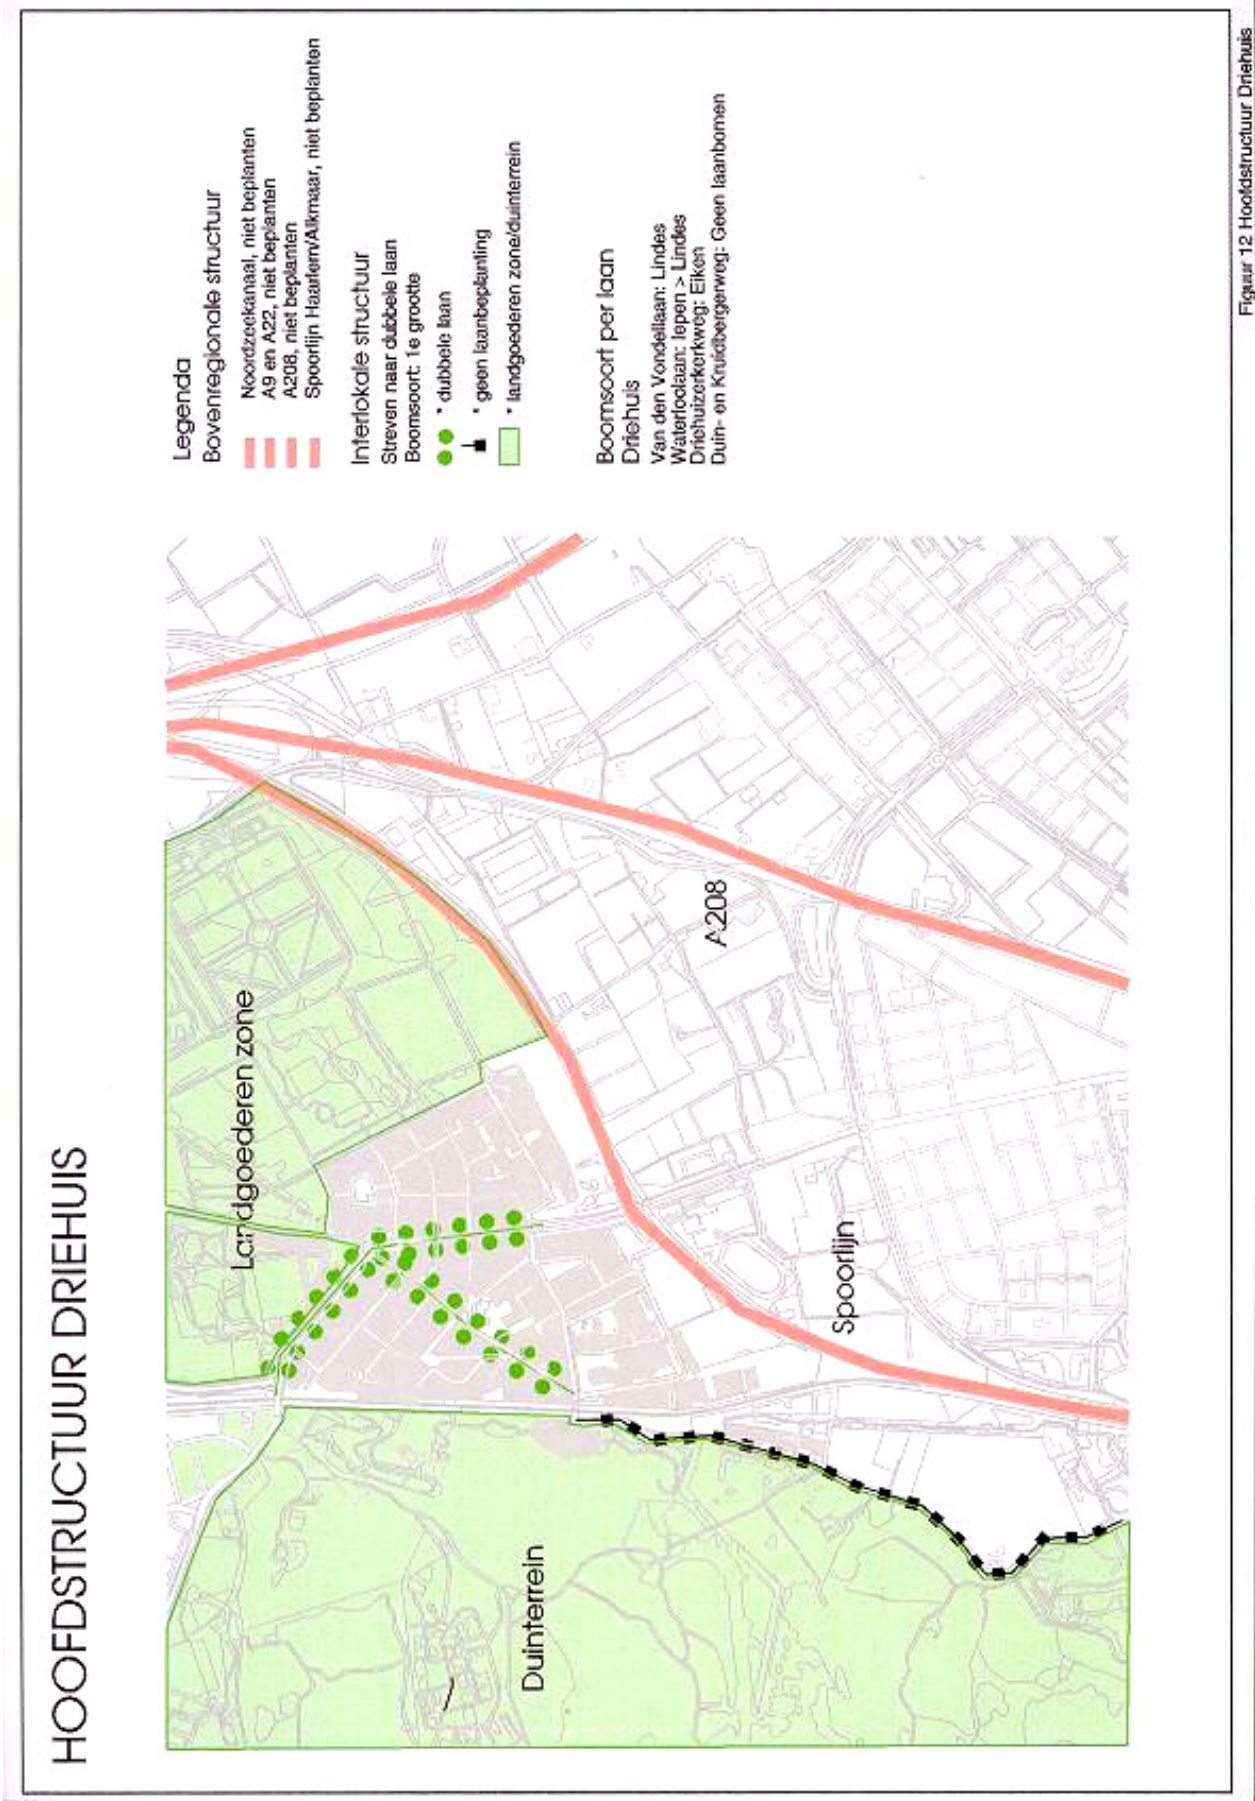 HOOFDSTRUCTUUR DRIEHUIS
Legenda
Bovenregionale structuur
Noordzeekanaal, niet beplanten
A9 en A22, niet beplanten
A208, niet beplanten
Spoorlijn Haarlem/Alkmaar, niet beplanten
Interlokale structuur
Streven naar dubbele laan
Boomsoort: 1e grootte
* dubbele laan
* geen laanbeplanting
* landgoederen zone/duinterrein
Boomsoort per laan
Driehuis
Van den Vondellaan: Lindes
Waterloolaan: Iepen > Lindes
Driehuizerkerkweg: Eiken
Duin- en Kruidbergerweg: Geen laanbomen
Landgoederen zone
A208
Spoorlijn
Duinterrein
Figuur 12 Hoofdstructuur Driehuis